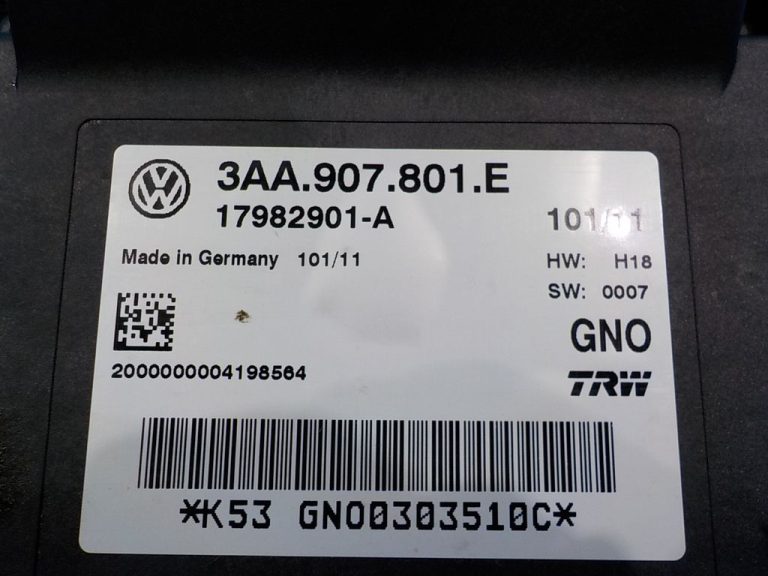 3AA.907.801.E
17982901-A 101/11
Made in Germany 101/11 HW: H18
SW: 0007
GNO
2000000004198564 TRW
*K53 GNO0303510C*